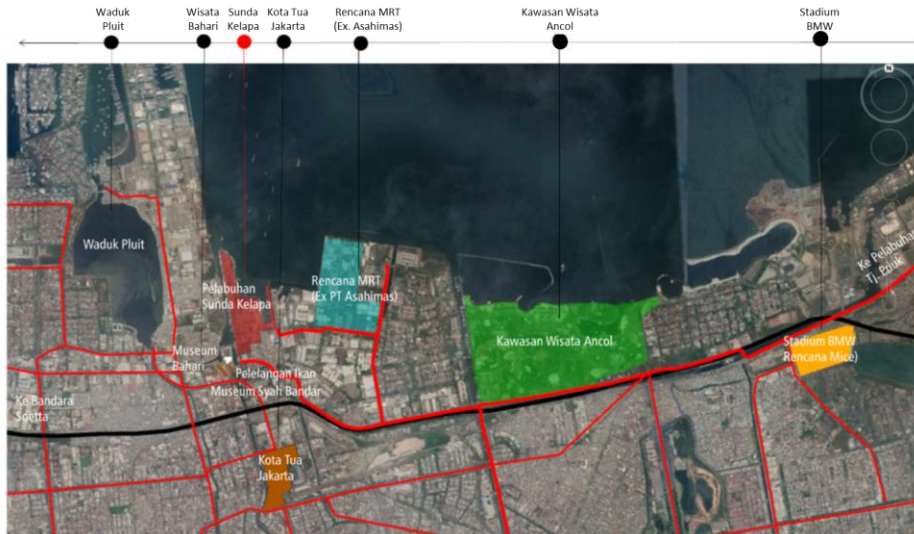 Waduk
Pluit
Wisata
Bahari
Sunda
Kelapa
Kota Tua
Jakarta
Rencana MRT
(Ex. Asahimas)
Kawasan Wisata
Ancol
Stadium
BMW
Waduk Pluit
Pelabuhan
Sunda Kelapa
Rencana MRT
(Ex PT Asahimas)
Kawasan Wisata Ancol
Ke Pelabuhan
Tj. Priuk
Stadium BMW
Rencana Mice)
Museum
Bahari
Pelelangan Ikan
Museum Syah Bandar
Ke Bandara
Soetta
Kota Tua
Jakarta